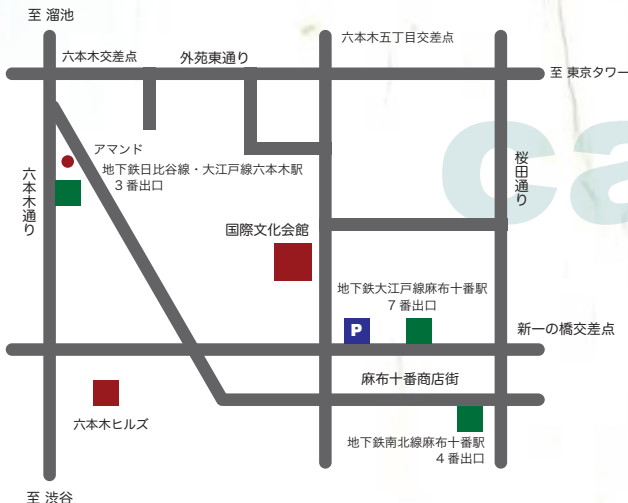 至 溜池
六本木交差点
外苑東通り
六本木五丁目交差点
至 東京タワー
アマンド
地下鉄日比谷線・大江戸線六本木駅
3 番出口
六本木通り
桜田通り
ca
国際文化会館
地下鉄大江戸線麻布十番駅
7 番出口
P
新一の橋交差点
麻布十番商店街
六本木ヒルズ
地下鉄南北線麻布十番駅
4 番出口
至 渋谷